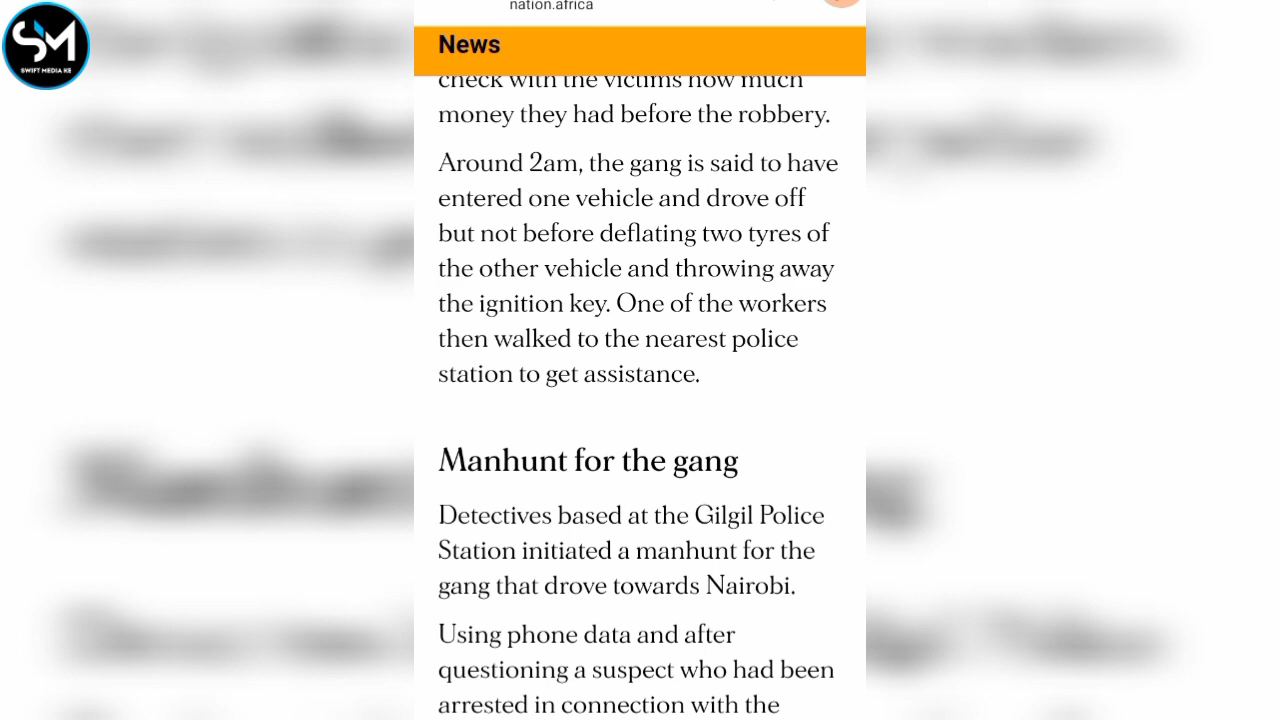 SM
SWIFT MEDIA KE
nation.africa
News
check with the victims how much
money they had before the robbery.
Around 2am, the gang is said to have
entered one vehicle and drove off
but not before deflating two tyres of
the other vehicle and throwing away
the ignition key. One of the workers
then walked to the nearest police
station to get assistance.
Manhunt for the gang
Detectives based at the Gilgil Police
Station initiated a manhunt for the
gang that drove towards Nairobi.
Using phone data and after
questioning a suspect who had been
arrested in connection with the